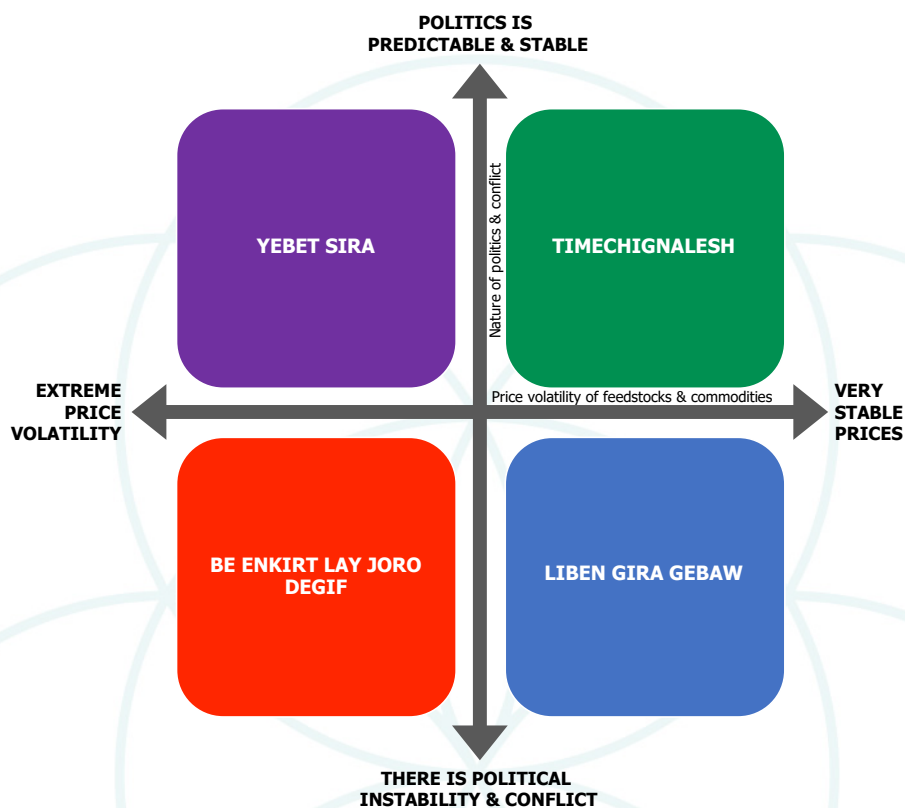 POLITICS IS
PREDICTABLE & STABLE
Nature of politics & conflict
YEBET SIRA
TIMECHIGNALESH
EXTREME
PRICE
VOLATILITY
Price volatility of feedstocks & commodities
VERY
STABLE
PRICES
BE ENKIRT LAY JORO
DEGIF
LIBEN GIRA GEBAW
THERE IS POLITICAL
INSTABILITY & CONFLICT